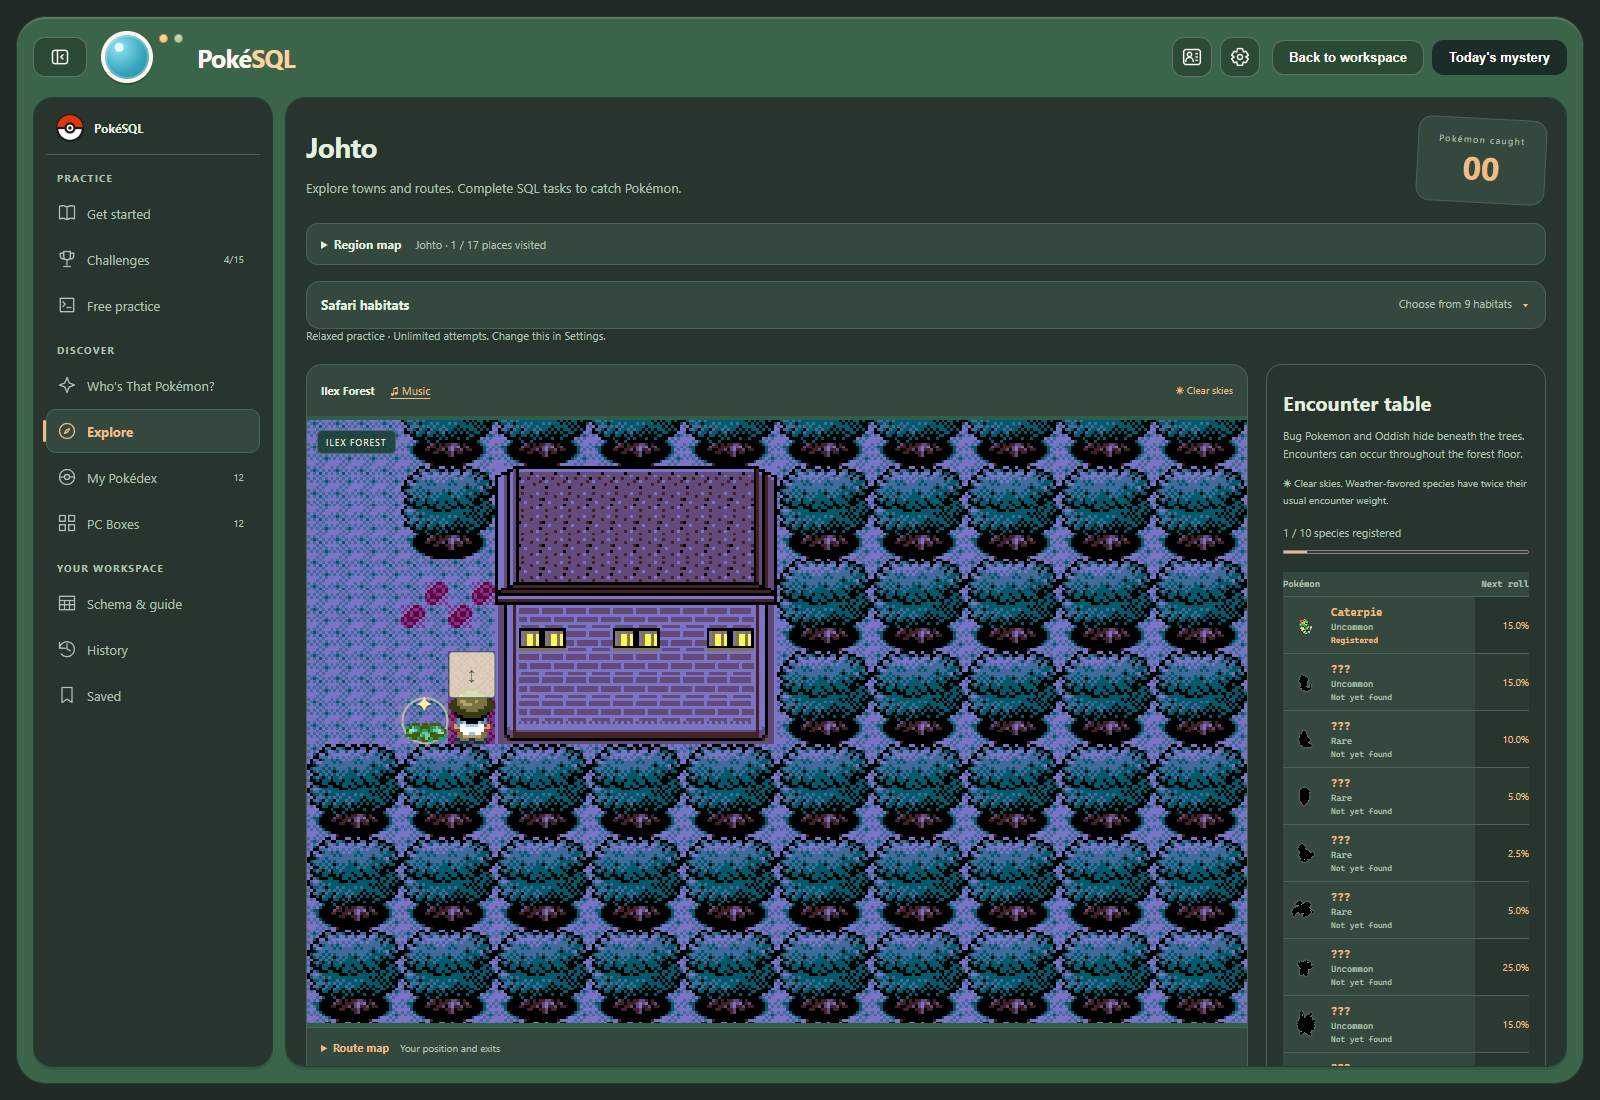 PokéSQL
Back to workspace
Today's mystery
PokéSQL
PRACTICE
Get started
Challenges 4/15
Free practice
DISCOVER
Who's That Pokémon?
Explore
My Pokédex 12
PC Boxes 12
YOUR WORKSPACE
Schema & guide
History
Saved
Johto
Explore towns and routes. Complete SQL tasks to catch Pokémon.
Pokémon caught
00
Region map Johto · 1 / 17 places visited
Safari habitats Choose from 9 habitats
Relaxed practice · Unlimited attempts. Change this in Settings.
Ilex Forest ♫ Music ☀ Clear skies
ILEX FOREST
Route map Your position and exits
Encounter table
Bug Pokemon and Oddish hide beneath the trees.
Encounters can occur throughout the forest floor.
☀ Clear skies. Weather-favored species have twice their
usual encounter weight.
1 / 10 species registered
Pokémon Next roll
Caterpie
Uncommon 15.0%
Registered
???
Uncommon 15.0%
Not yet found
???
Rare 10.0%
Not yet found
???
Rare 5.0%
Not yet found
???
Rare 2.5%
Not yet found
???
Rare 5.0%
Not yet found
???
Uncommon 25.0%
Not yet found
???
Uncommon 15.0%
Not yet found